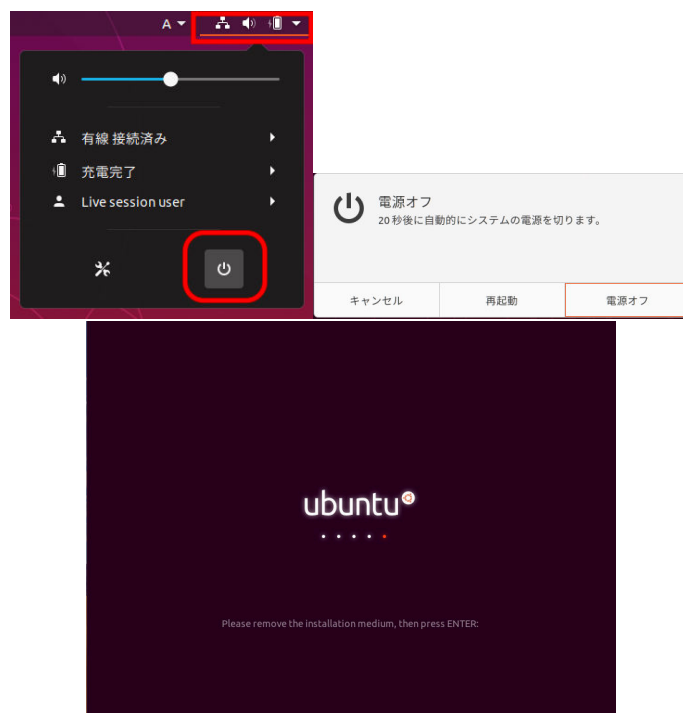 A
有線 接続済み
充電完了
Live session user
電源オフ
20 秒後に自動的にシステムの電源を切ります。
キャンセル
再起動
電源オフ
ubuntu
Please remove the installation medium, then press ENTER: